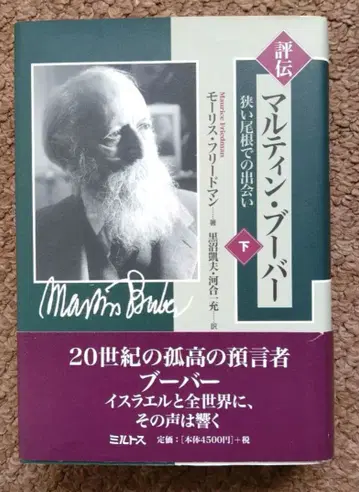 評伝
マルティン・ブーバー
狭い尾根での出会い
下
Maurice Friedman
モーリス・フリードマン―著
黒沼凱夫・河合一充―訳
Martin Buber
20世紀の孤高の預言者
ブーバー
イスラエルと全世界に、
その声は響く
ミルトス
定価:[本体4500円]+税